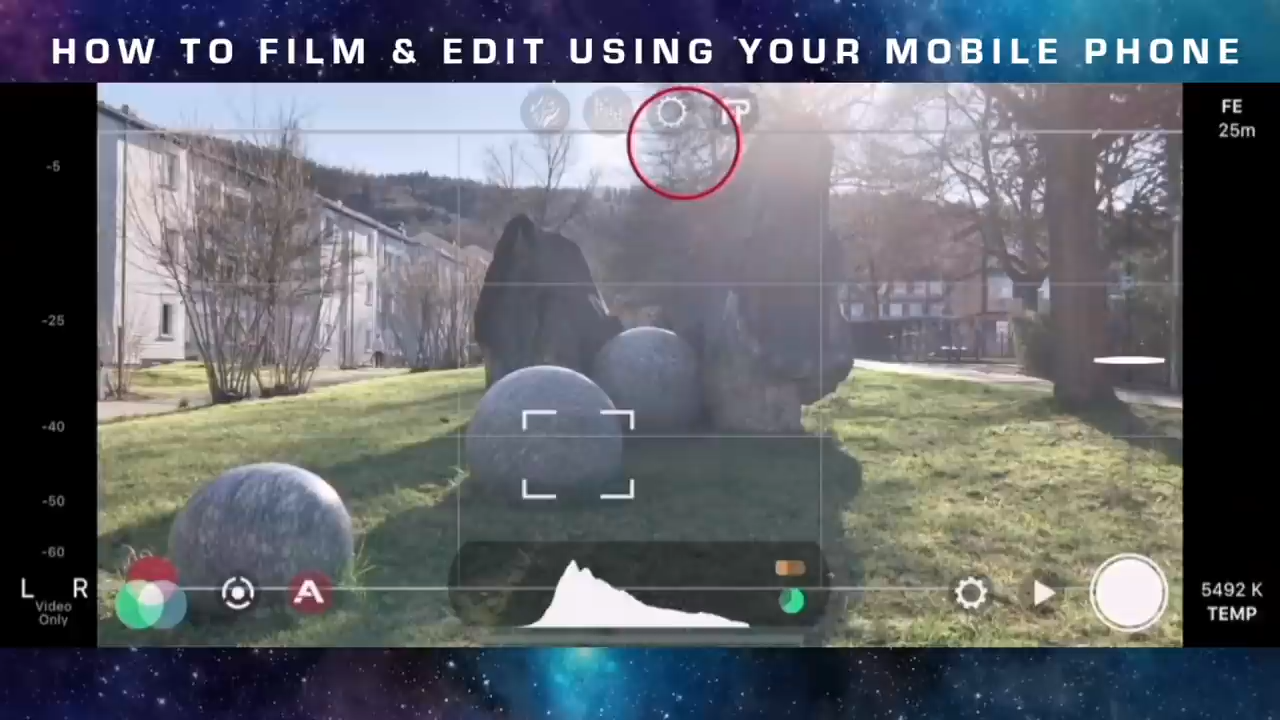 HOW TO FILM & EDIT USING YOUR MOBILE PHONE
FE
25m
-5
-25
-40
-50
-60
L R
Video
Only
A
5492 K
TEMP